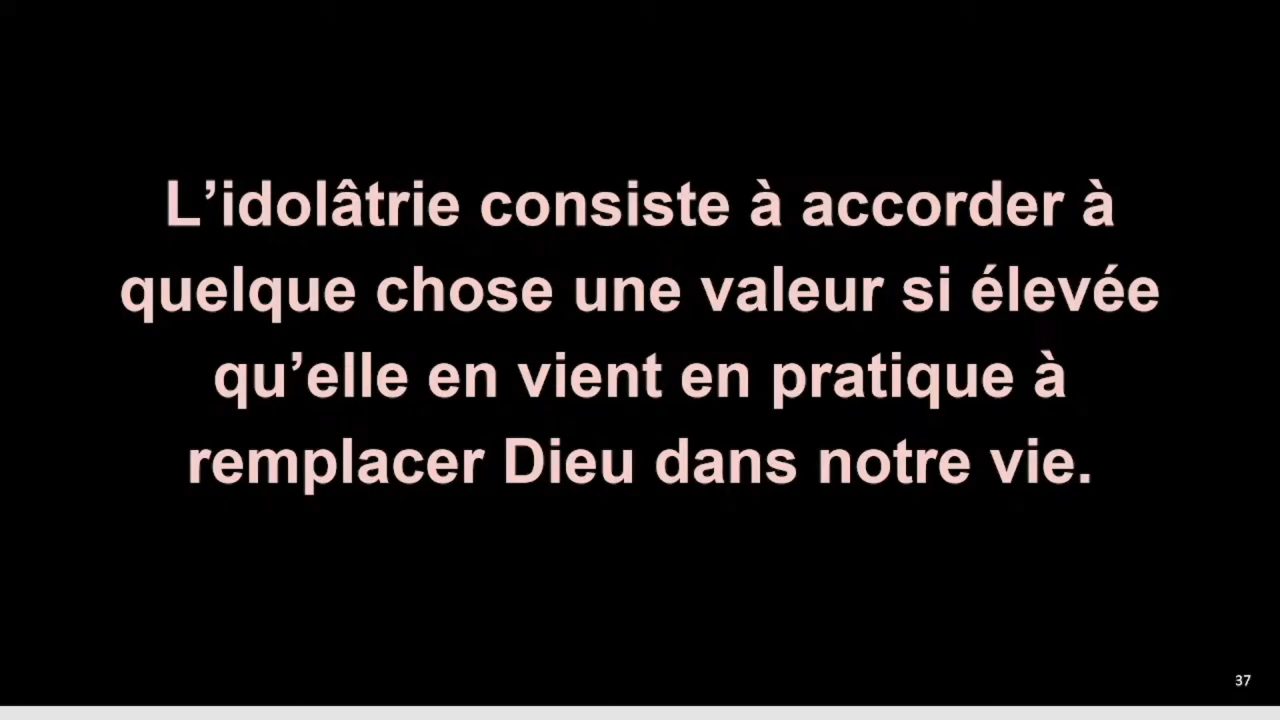 L’idolâtrie consiste à accorder à
quelque chose une valeur si élevée
qu’elle en vient en pratique à
remplacer Dieu dans notre vie.
37